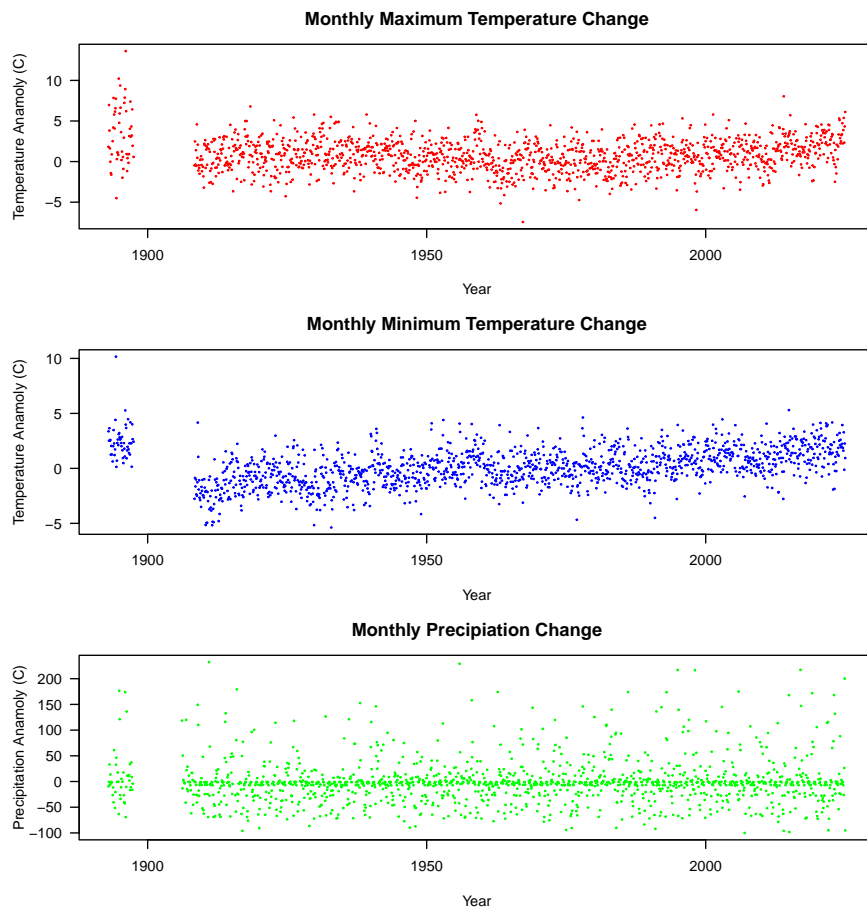 Monthly Maximum Temperature Change
Temperature Anamoly (C)
10
5
0
−5
1900
1950
2000
Year
Monthly Minimum Temperature Change
Temperature Anamoly (C)
10
5
0
−5
1900
1950
2000
Year
Monthly Precipiation Change
Precipitation Anamoly (C)
200
150
100
50
0
−50
−100
1900
1950
2000
Year